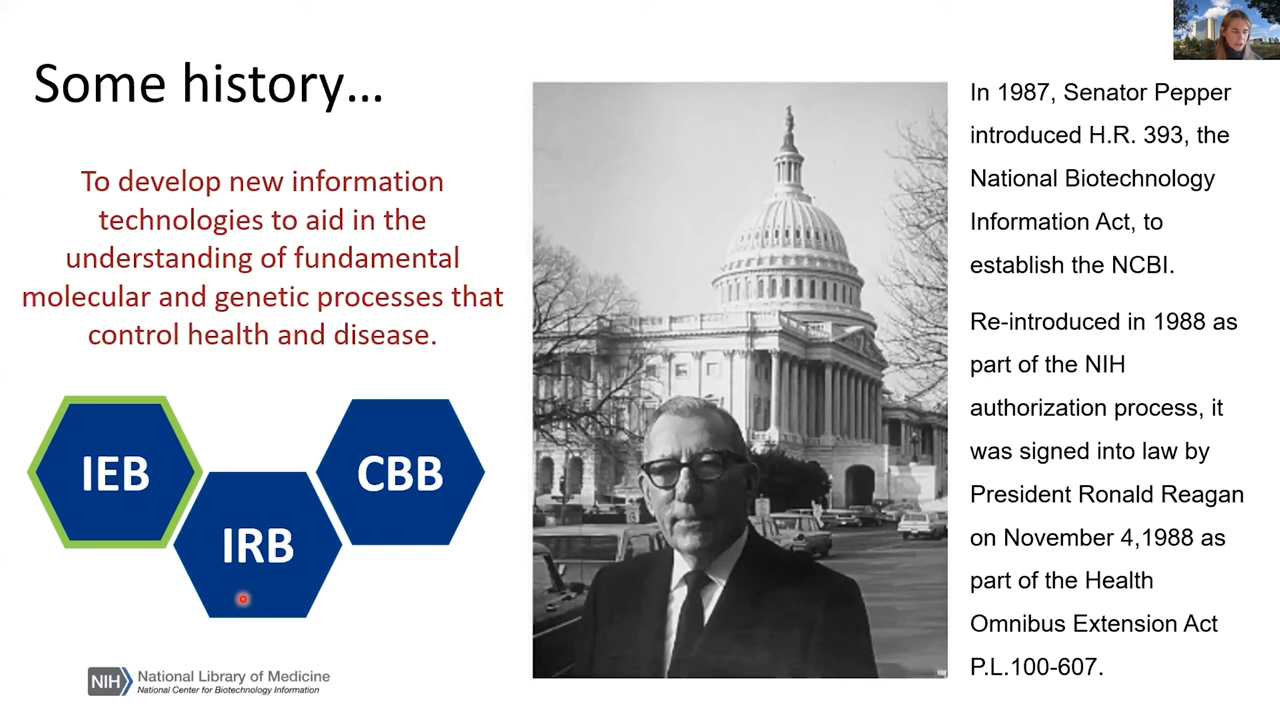 Some history...
To develop new information
technologies to aid in the
understanding of fundamental
molecular and genetic processes that
control health and disease.
IEB
IRB
CBB
NIH
National Library of Medicine
National Center for Biotechnology Information
In 1987, Senator Pepper
introduced H.R. 393, the
National Biotechnology
Information Act, to
establish the NCBI.
Re-introduced in 1988 as
part of the NIH
authorization process, it
was signed into law by
President Ronald Reagan
on November 4,1988 as
part of the Health
Omnibus Extension Act
P.L.100-607.